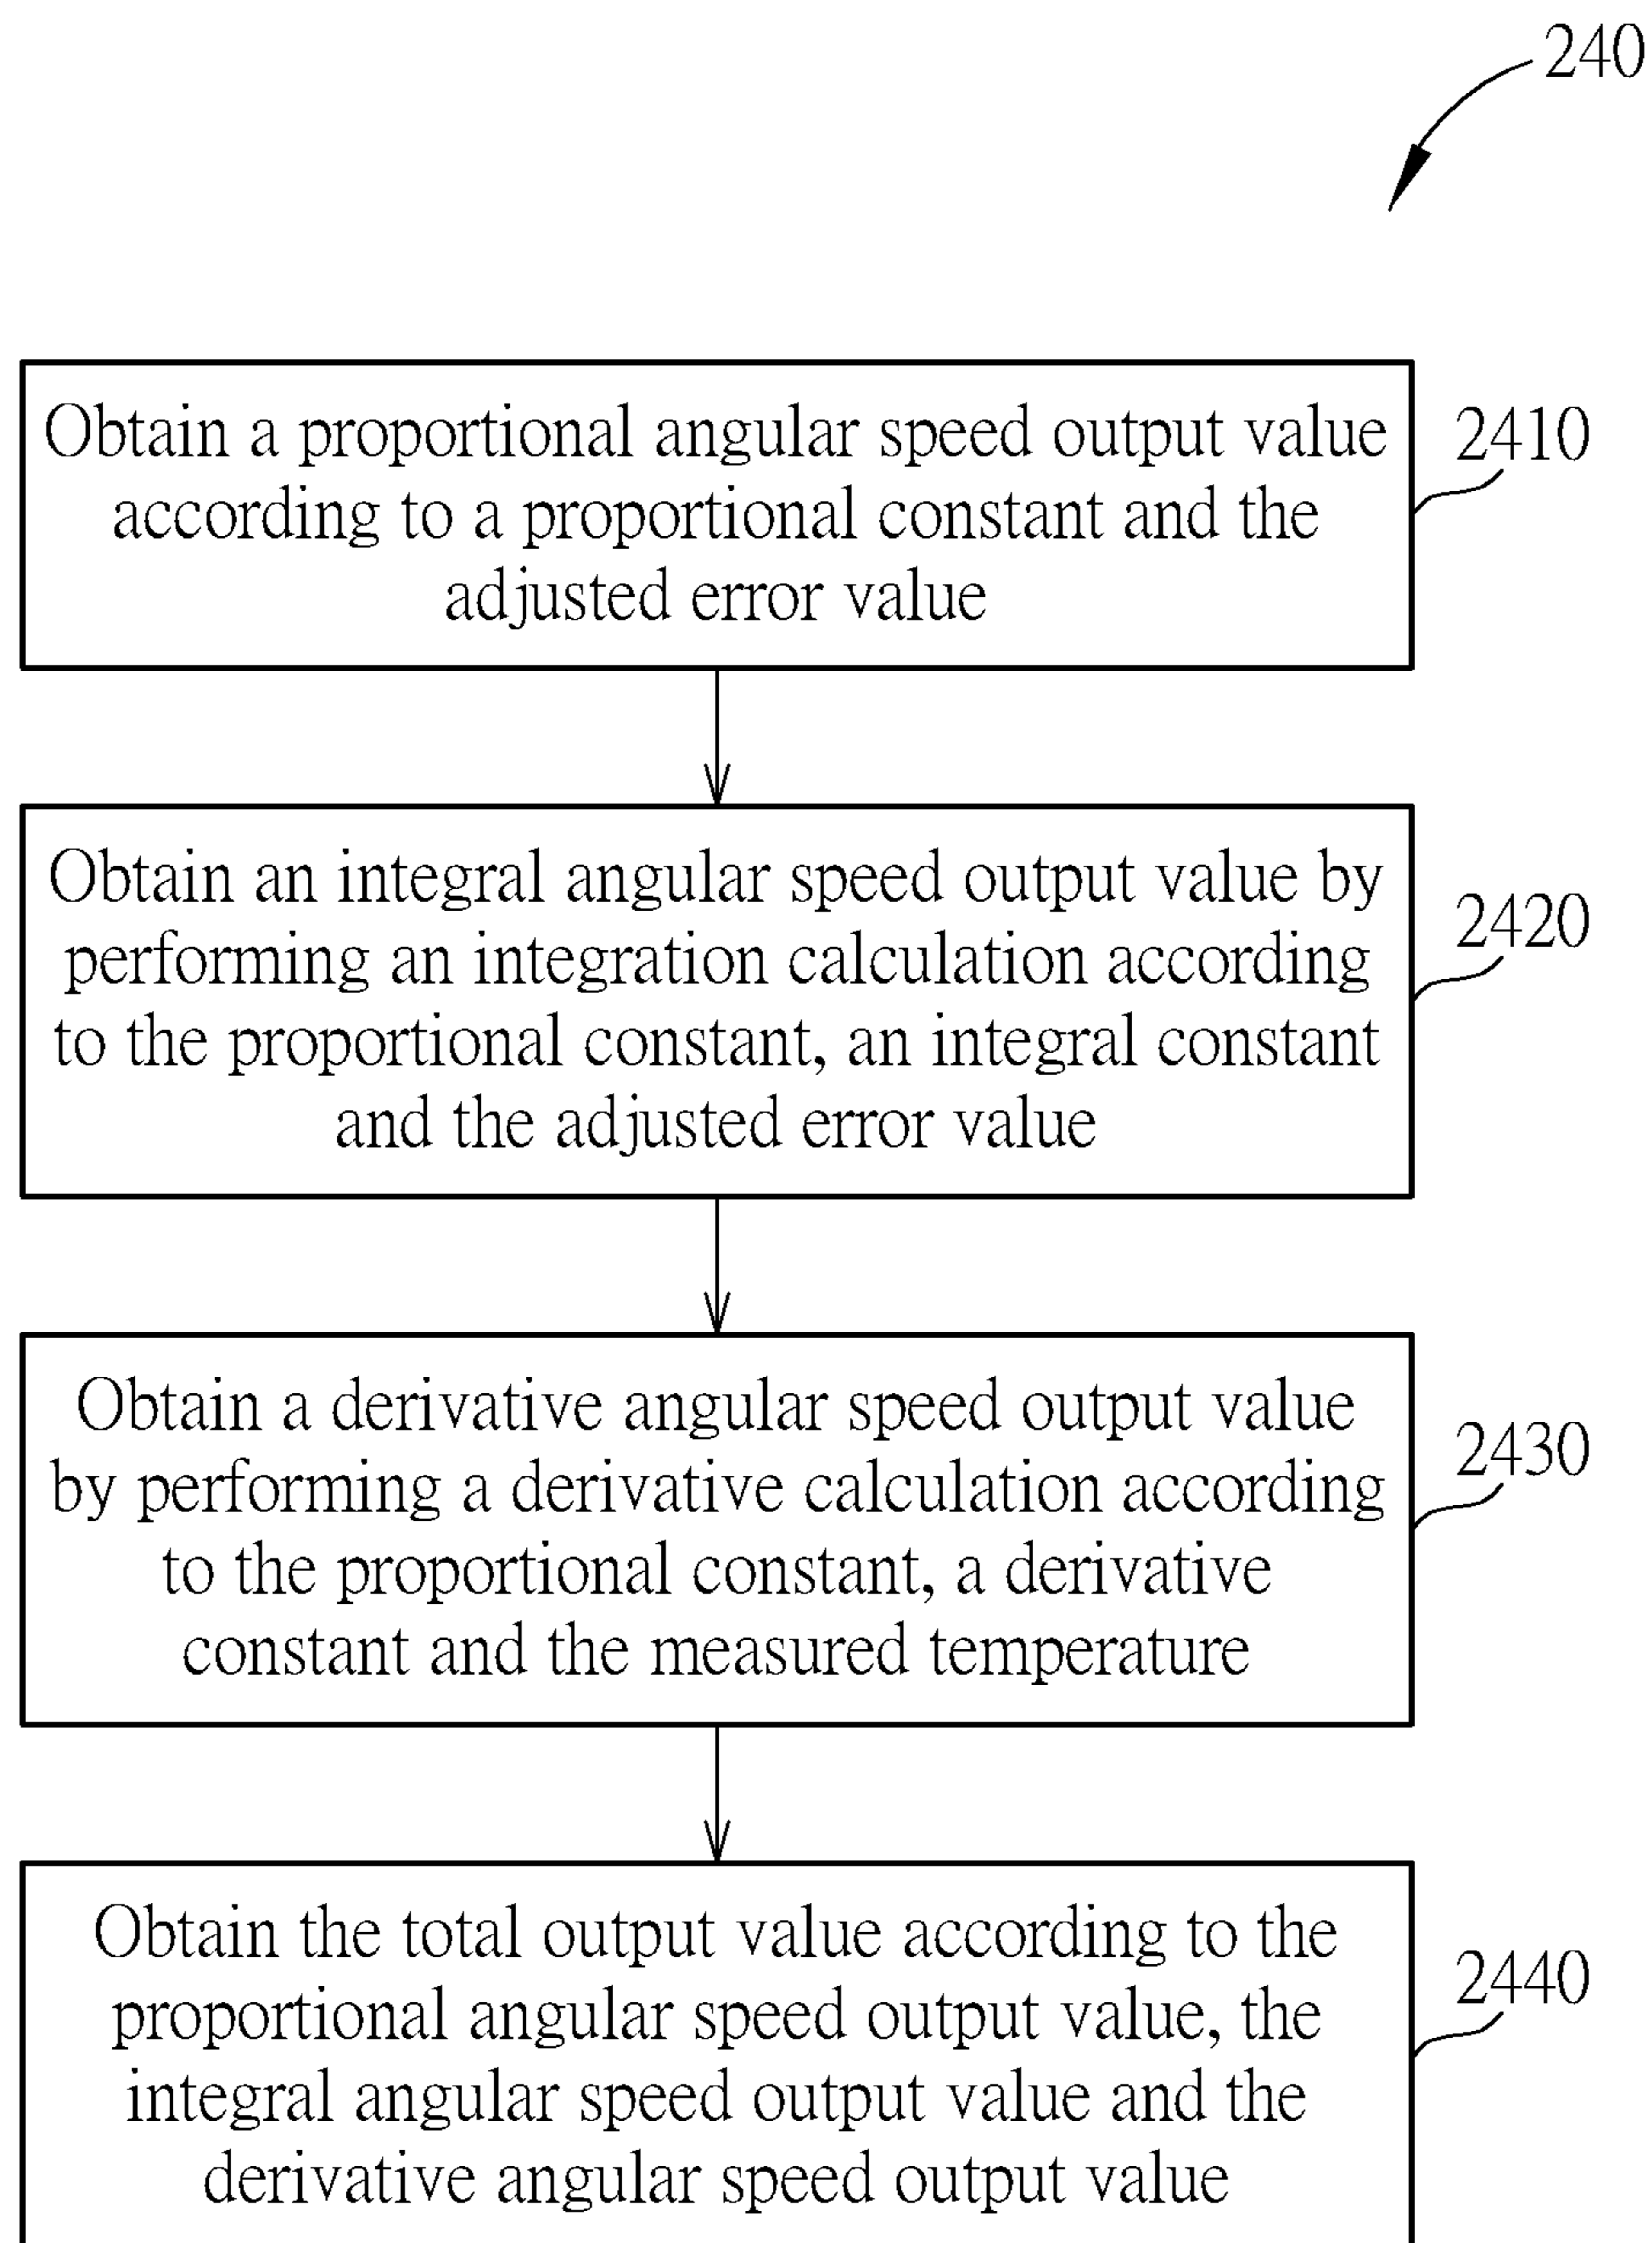 240
Obtain a proportional angular speed output value
according to a proportional constant and the
adjusted error value
2410
Obtain an integral angular speed output value by
performing an integration calculation according
to the proportional constant, an integral constant
and the adjusted error value
2420
Obtain a derivative angular speed output value
by performing a derivative calculation according
to the proportional constant, a derivative
constant and the measured temperature
2430
Obtain the total output value according to the
proportional angular speed output value, the
integral angular speed output value and the
derivative angular speed output value
2440